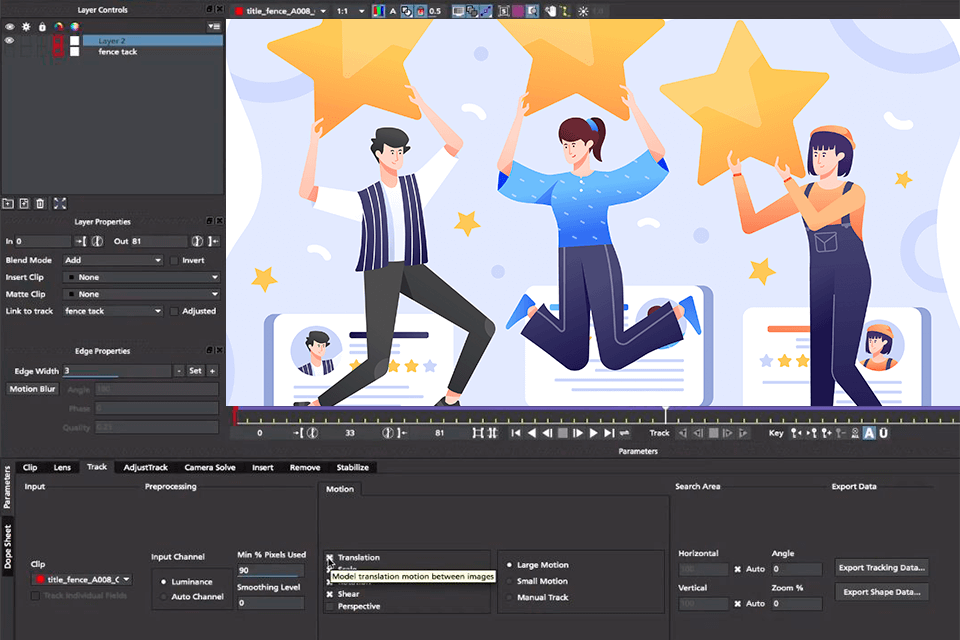 Layer Controls
title_fence_A008_
1:1
A
0.5
Layer 2
fence tack
Layer Properties
In 0
Out 81
Blend Mode Add
Invert
Insert Clip None
Matte Clip None
Link to track fence tack
Adjusted
Edge Properties
Edge Width 3
- Set +
Motion Blur
Angle 180
Phase 0
Quality 0.25
0
33
81
Track
Key
A
Ü
Parameters
Parameters
Dope Sheet
Clip Lens Track AdjustTrack Camera Solve Insert Remove Stabilize
Input
Clip
title_fence_A008_C
Track Individual Fields
Preprocessing
Input Channel
Luminance
Auto Channel
Min % Pixels Used
90
Smoothing Level
0
Motion
Translation
Scale
Model translation motion between images
Rotation
Shear
Perspective
Large Motion
Small Motion
Manual Track
Search Area
Horizontal
100
Auto
Angle
0
Vertical
100
Auto
Zoom %
0
Export Data
Export Tracking Data...
Export Shape Data...